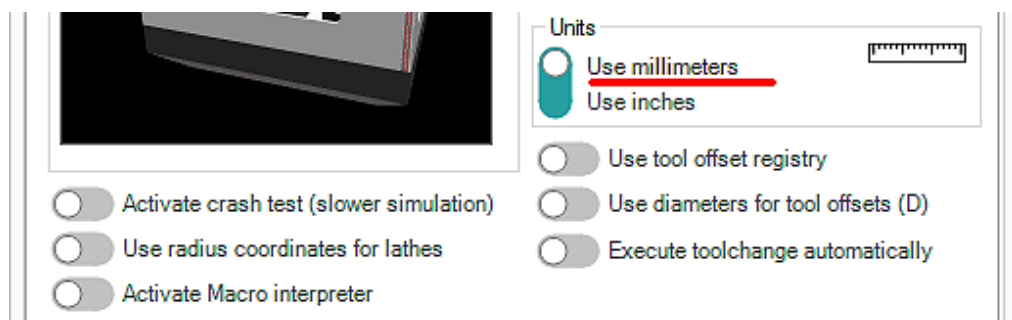 Units
Use millimeters
Use inches
Use tool offset registry
Use diameters for tool offsets (D)
Execute toolchange automatically
Activate crash test (slower simulation)
Use radius coordinates for lathes
Activate Macro interpreter